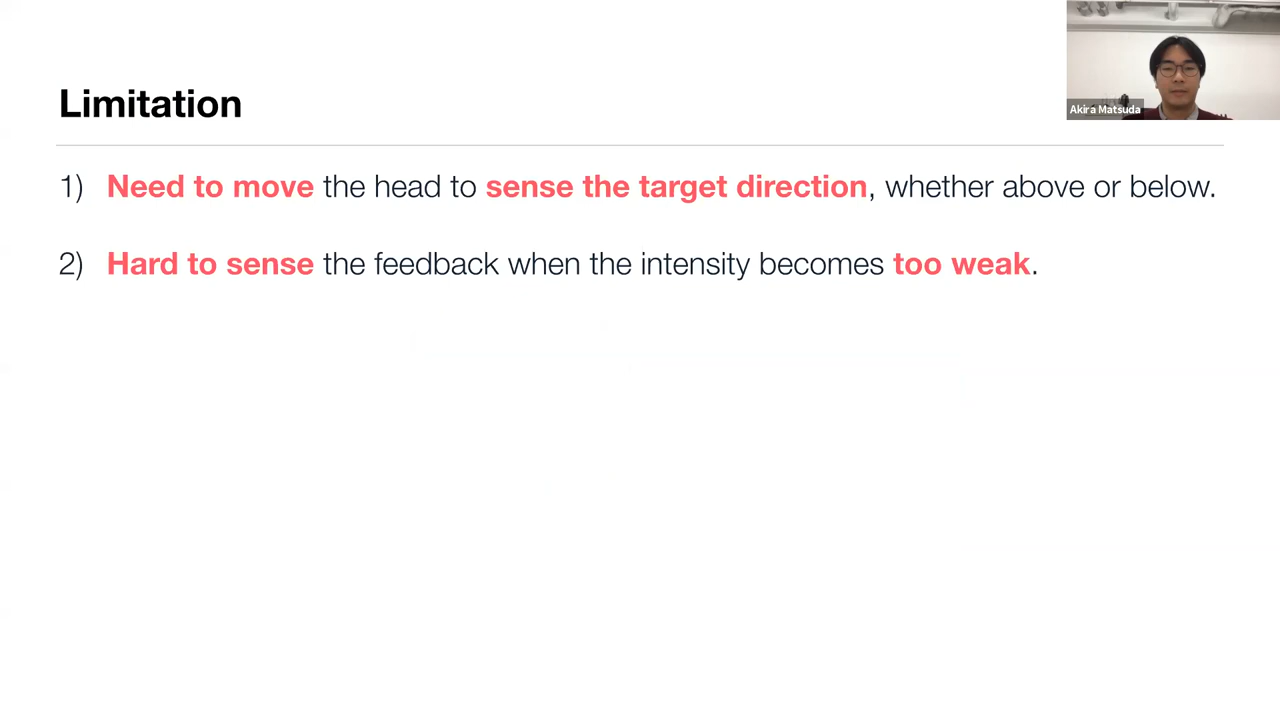 Limitation
Akira Matsuda
1) Need to move the head to sense the target direction, whether above or below.
2) Hard to sense the feedback when the intensity becomes too weak.